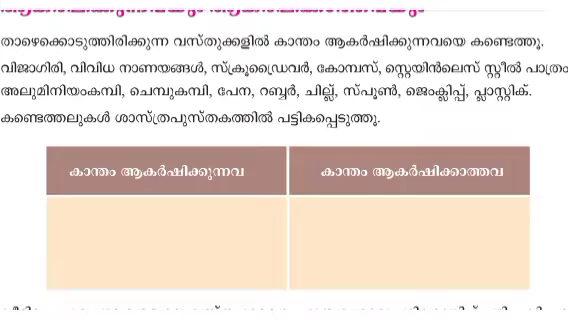 താഴെക്കൊടുത്തിരിക്കുന്ന വസ്തുക്കളിൽ കാന്തം ആകർഷിക്കുന്നവയെ കണ്ടെത്തൂ.
വിജാഗിരി, വിവിധ നാണയങ്ങൾ, സ്ക്രൂഡ്രൈവർ, കോമ്പസ്, സ്റ്റെയിൻലെസ് സ്റ്റീൽ പാത്രം
അലുമിനിയംകമ്പി, ചെമ്പുകമ്പി, പേന, റബ്ബർ, ചില്ല്, സ്പൂൺ, ജെംക്ലിപ്പ്, പ്ലാസ്റ്റിക്.
കണ്ടെത്തലുകൾ ശാസ്ത്രപുസ്തകത്തിൽ പട്ടികപ്പെടുത്തൂ.
കാന്തം ആകർഷിക്കുന്നവ കാന്തം ആകർഷിക്കാത്തവ